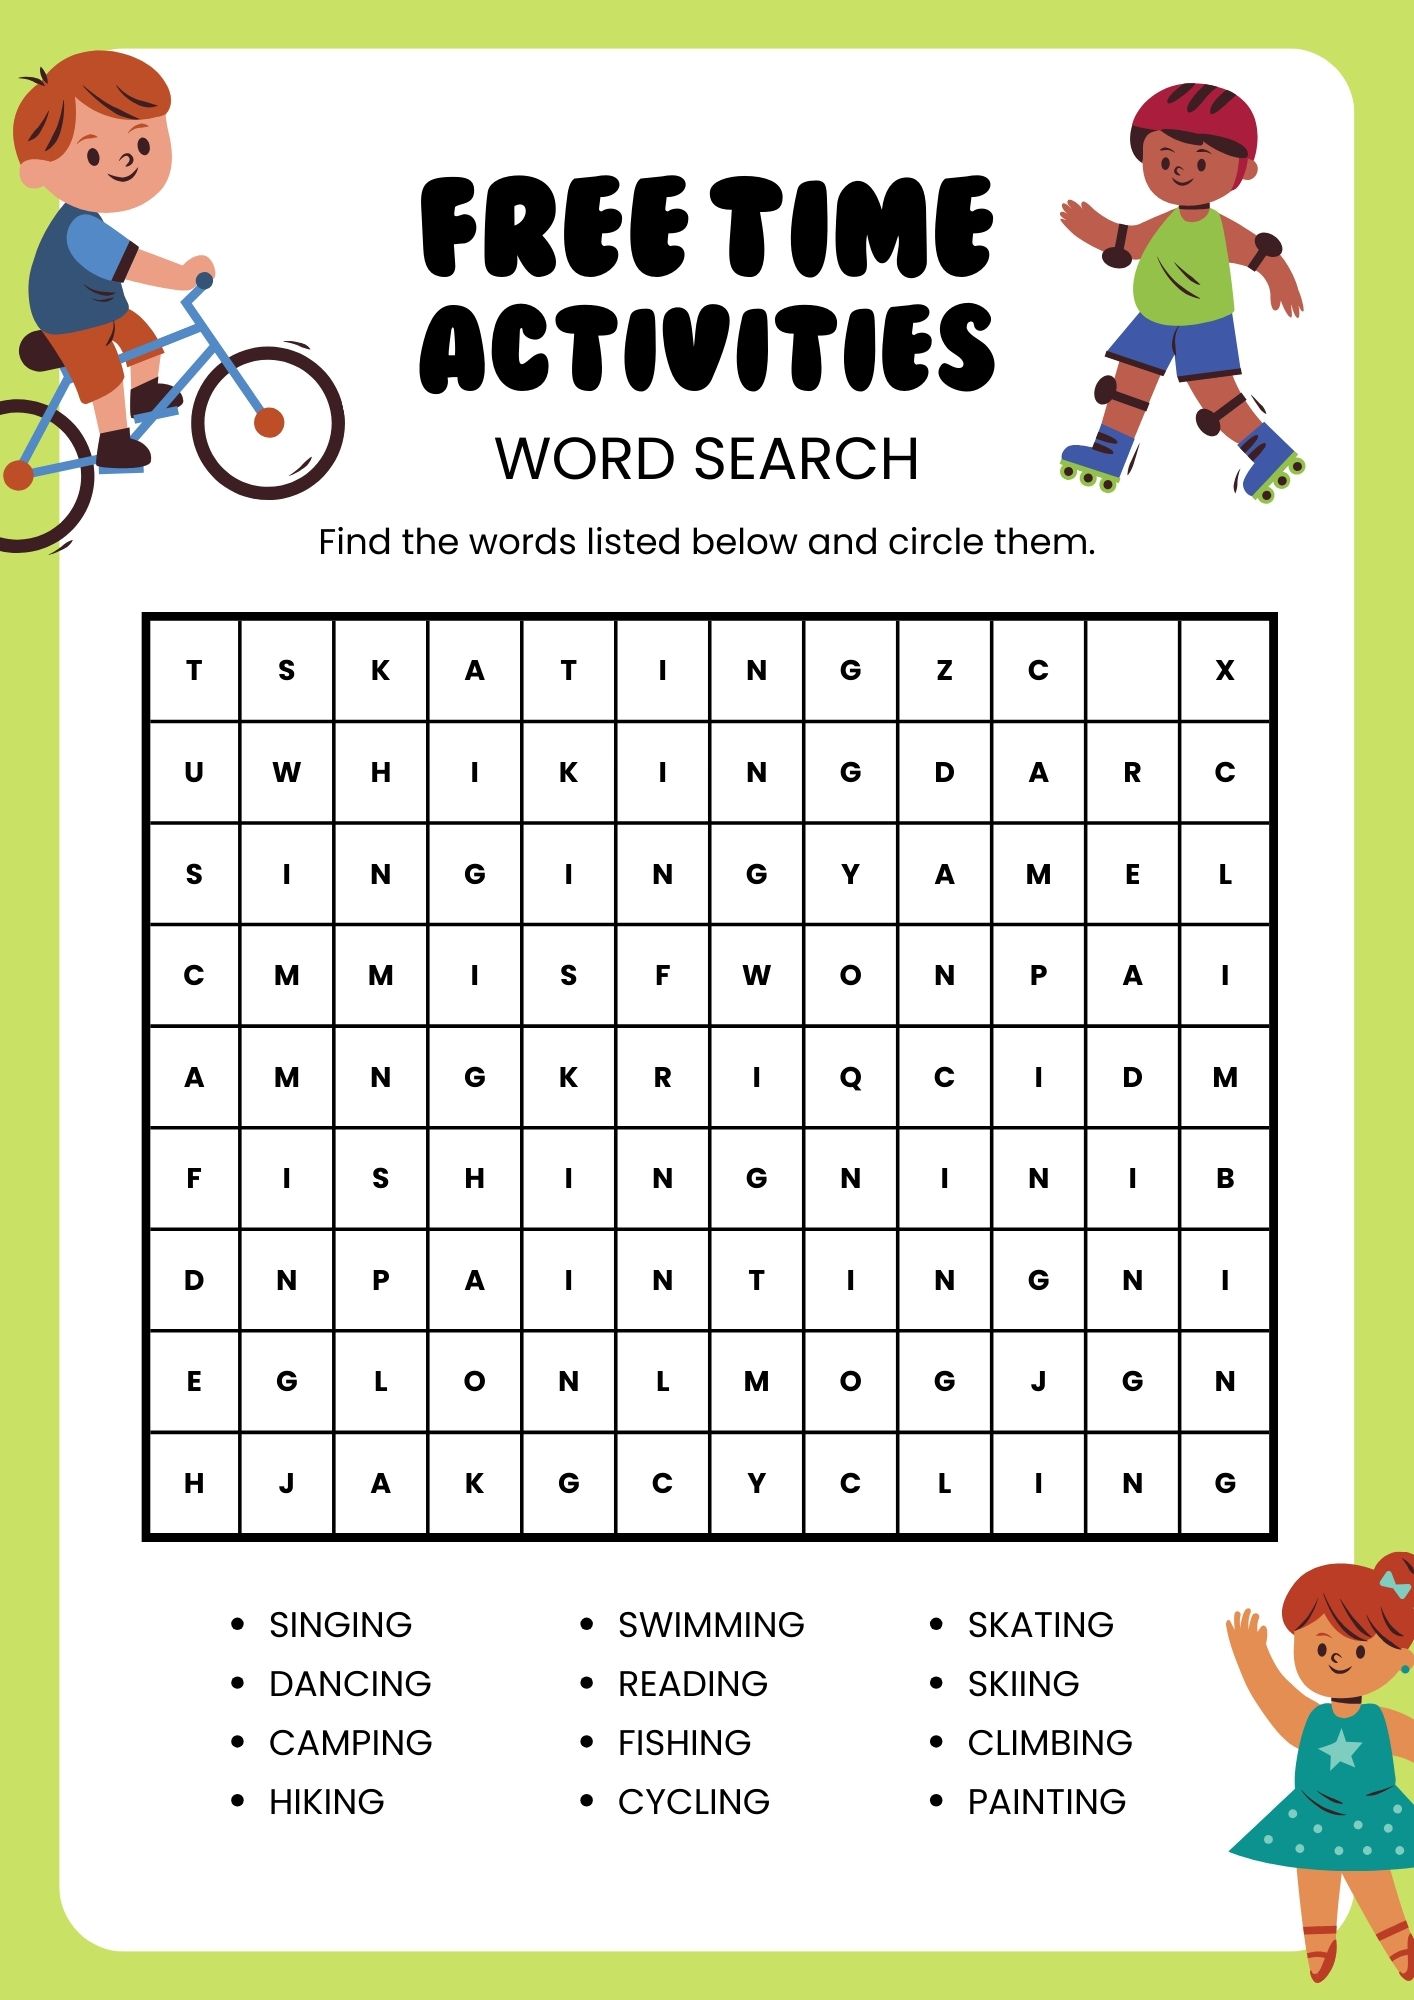 FREE TIME
ACTIVITIES
WORD SEARCH
Find the words listed below and circle them.
T S K A T I N G Z C X
U W H I K I N G D A R C
S I N G I N G Y A M E L
C M M I S F W O N P A I
A M N G K R I Q C I D M
F I S H I N G N I N I B
D N P A I N T I N G N I
E G L O N L M O G J G N
H J A K G C Y C L I N G
• SINGING • SWIMMING • SKATING
• DANCING • READING • SKIING
• CAMPING • FISHING • CLIMBING
• HIKING • CYCLING • PAINTING